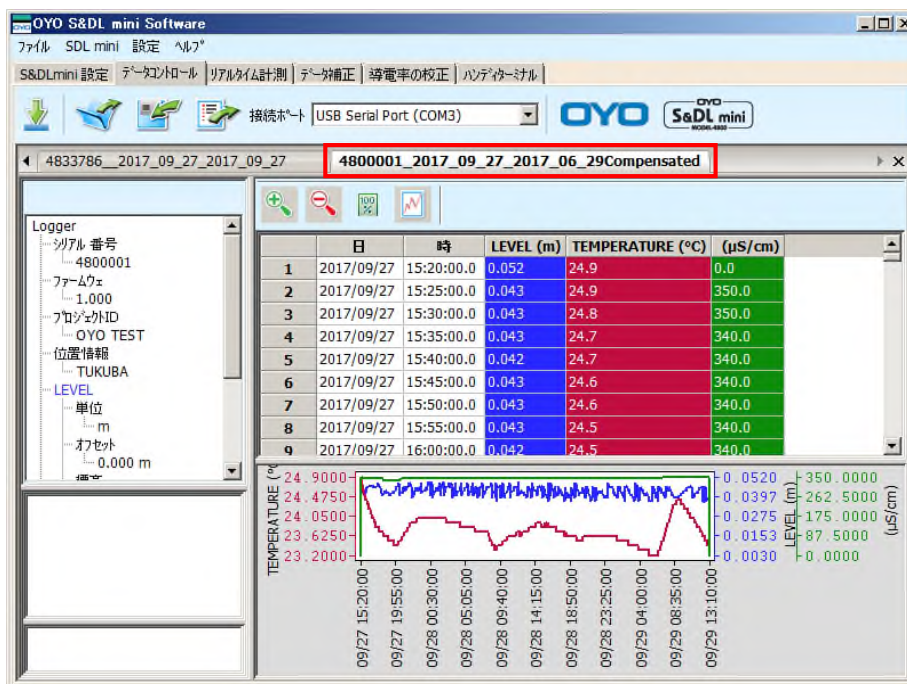 OYO S&DL mini Software
ファイル SDL mini 設定 ヘルプ
S&DLmini 設定 データコントロール リアルタイム計測 データ補正 導電率の校正 ハンディターミナル
接続ポート USB Serial Port (COM3) OYO OYO S&DL mini MODEL-4800
4833786__2017_09_27_2017_09_27 4800001_2017_09_27_2017_06_29Compensated
Logger
シリアル 番号
4800001
ファームウェ
1.000
プロジェクトID
OYO TEST
位置情報
TUKUBA
LEVEL
単位
m
オフセット
0.000 m
標高
100 %
日 時 LEVEL (m) TEMPERATURE (°C) (µS/cm)
1 2017/09/27 15:20:00.0 0.052 24.9 0.0
2 2017/09/27 15:25:00.0 0.043 24.9 350.0
3 2017/09/27 15:30:00.0 0.043 24.8 350.0
4 2017/09/27 15:35:00.0 0.042 24.7 340.0
5 2017/09/27 15:40:00.0 0.042 24.7 340.0
6 2017/09/27 15:45:00.0 0.043 24.6 340.0
7 2017/09/27 15:50:00.0 0.043 24.6 340.0
8 2017/09/27 15:55:00.0 0.043 24.5 340.0
9 2017/09/27 16:00:00.0 0.042 24.5 340.0
TEMPERATURE (°C
24.9000
24.4750
24.0500
23.6250
23.2000
0.0520
0.0397
0.0275
0.0153
0.0030
LEVEL (m)
350.0000
262.5000
175.0000
87.5000
0.0000
(µS/cm)
09/27 15:20:00
09/27 19:55:00
09/28 00:30:00
09/28 05:05:00
09/28 09:40:00
09/28 14:15:00
09/28 18:50:00
09/28 23:25:00
09/29 04:00:00
09/29 08:35:00
09/29 13:10:00